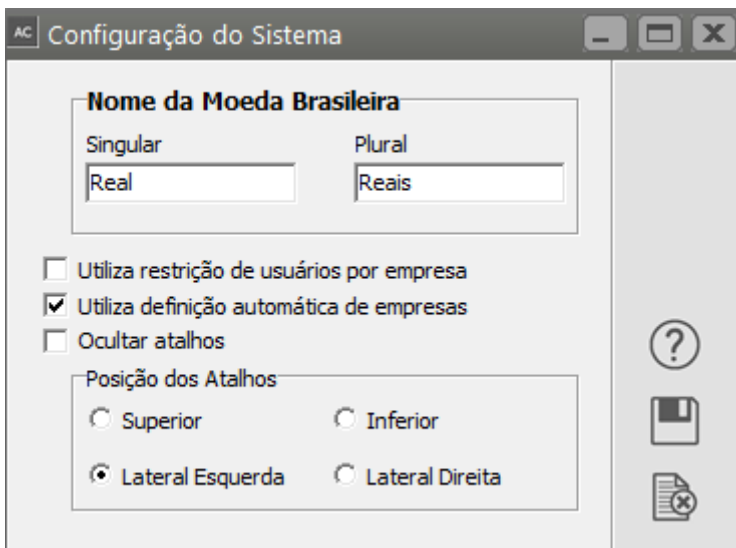 AC Configuração do Sistema
Nome da Moeda Brasileira
Singular Plural
Real Reais
Utiliza restrição de usuários por empresa
Utiliza definição automática de empresas
Ocultar atalhos
Posição dos Atalhos
Superior Inferior
Lateral Esquerda Lateral Direita